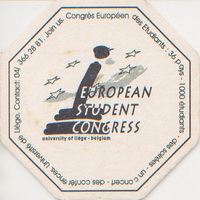 EUROPEAN
STUDENT
CONGRESS
university of liège - belgium
Congrès Européen des Etudiants - 36 pays - 1000 étudiants - des soirées, un concert - des conférences, Université de Liège. Contact: 04/ 366 28 81. Join us: